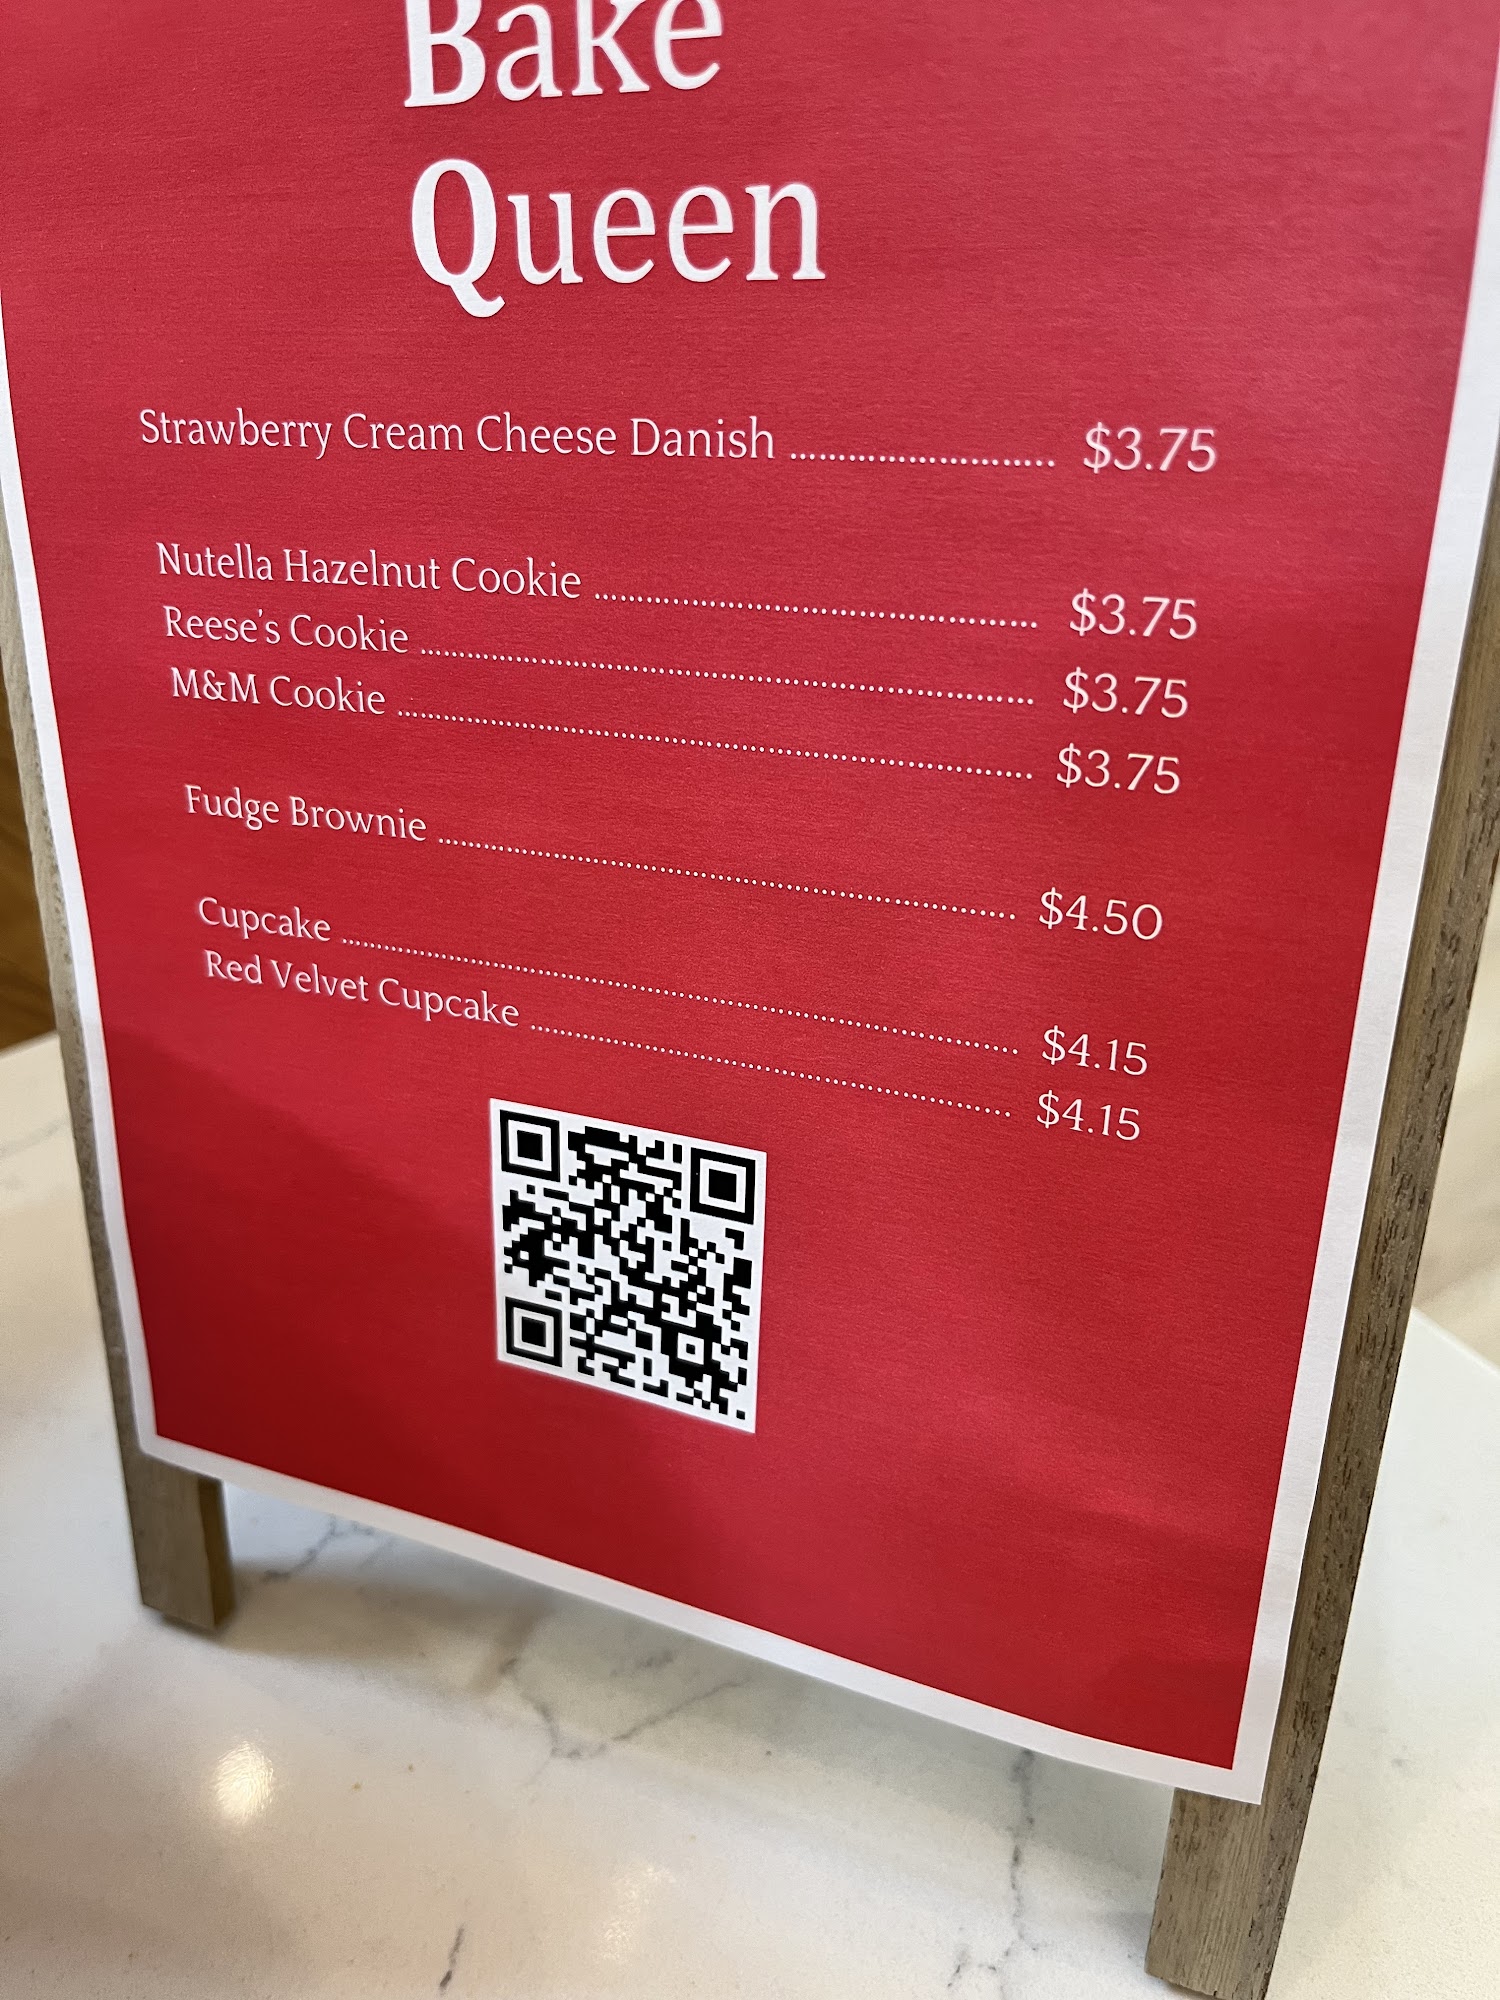 Bake
Queen
Strawberry Cream Cheese Danish ........................... $3.75
Nutella Hazelnut Cookie ................................................ $3.75
Reese's Cookie .................................................................. $3.75
M&M Cookie ..................................................................... $3.75
Fudge Brownie ................................................................ $4.50
Cupcake ............................................................................ $4.15
Red Velvet Cupcake ...................................................... $4.15